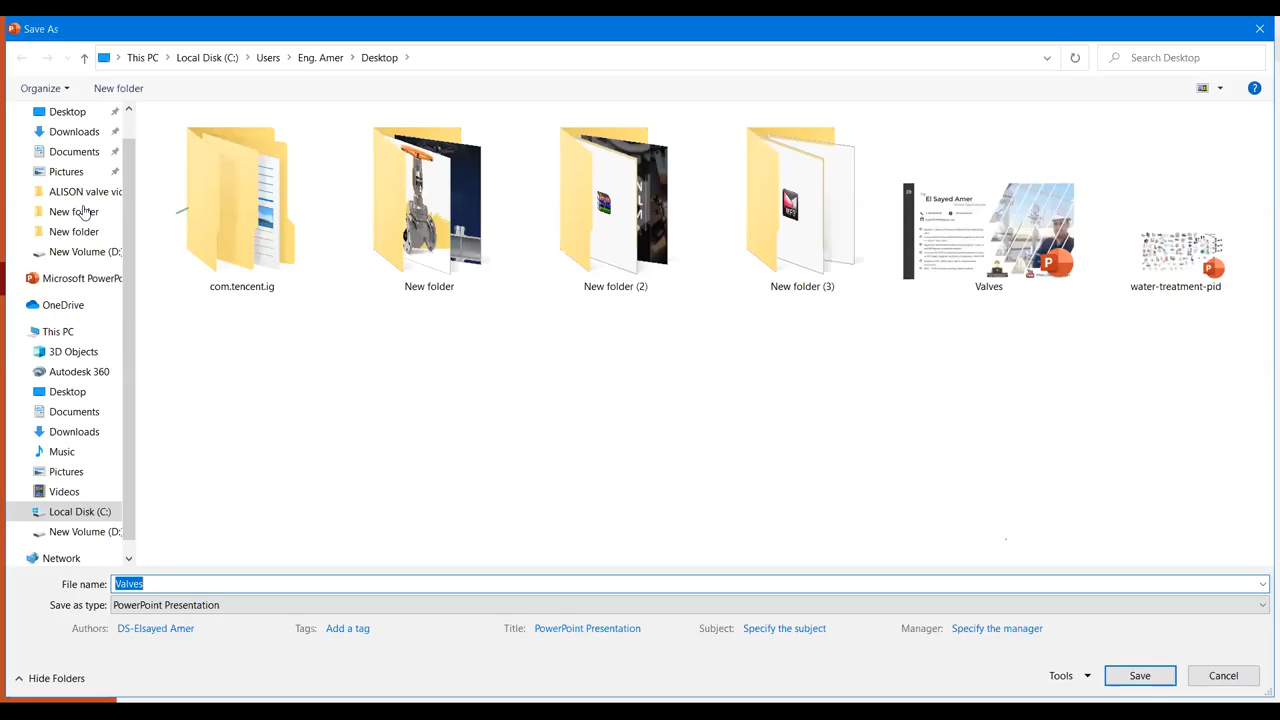 Save As
This PC > Local Disk (C:) > Users > Eng. Amer > Desktop >
Search Desktop
Organize
New folder
Desktop
Downloads
Documents
Pictures
ALISON valve vic
New folder
New folder
New Volume (D:)
Microsoft PowerPo
OneDrive
This PC
3D Objects
Autodesk 360
Desktop
Documents
Downloads
Music
Pictures
Videos
Local Disk (C:)
New Volume (D:
Network
El Sayed Amer
MFS
com.tencent.ig
New folder
New folder (2)
New folder (3)
Valves
water-treatment-pid
File name: Valves
Save as type: PowerPoint Presentation
Authors: DS-Elsayed Amer
Tags: Add a tag
Title: PowerPoint Presentation
Subject: Specify the subject
Manager: Specify the manager
Hide Folders
Tools
Save
Cancel